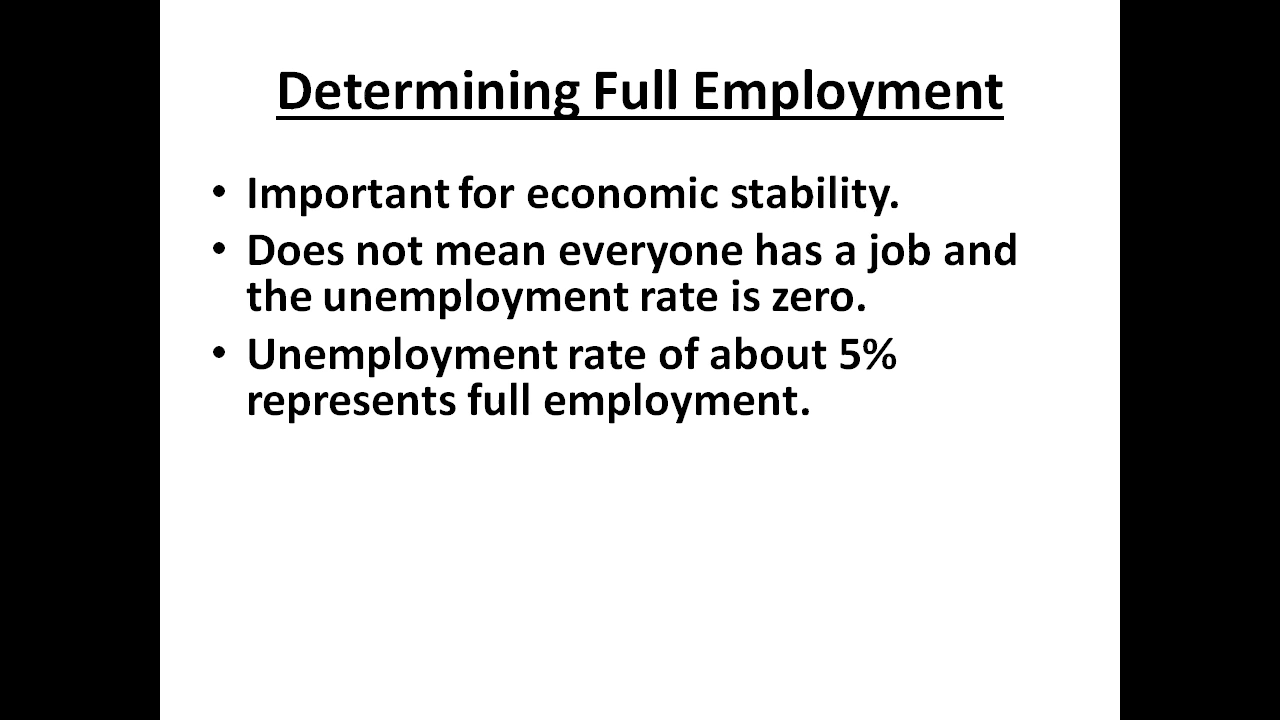 Determining Full Employment
• Important for economic stability.
• Does not mean everyone has a job and
the unemployment rate is zero.
• Unemployment rate of about 5%
represents full employment.